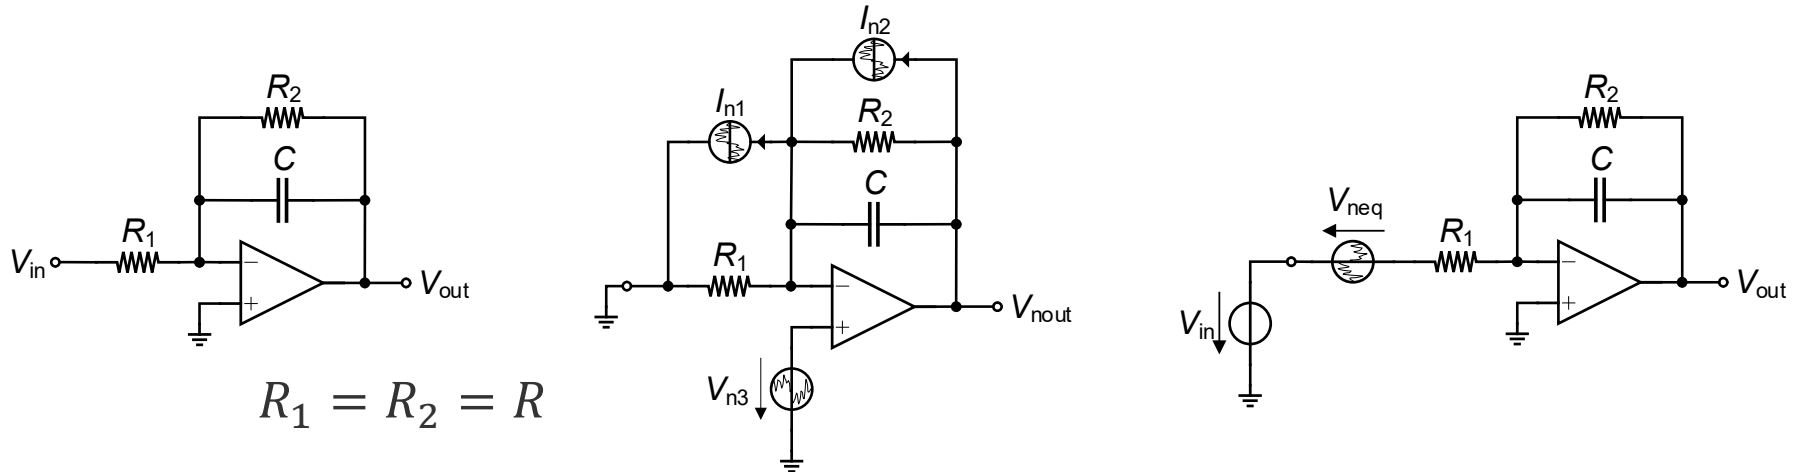 R2
C
R1
Vin
−
+
Vout
R1 = R2 = R
In2
In1
R2
C
R1
−
+
Vnout
Vn3
R2
C
Vneq
R1
−
+
Vin
Vout